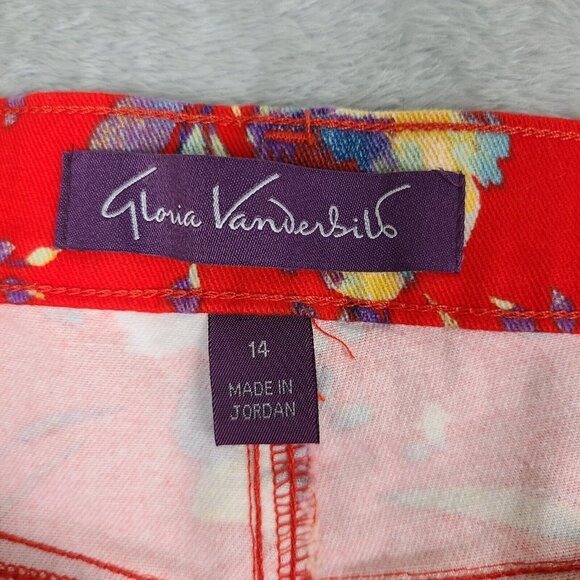 Gloria Vanderbilt
14
MADE IN
JORDAN